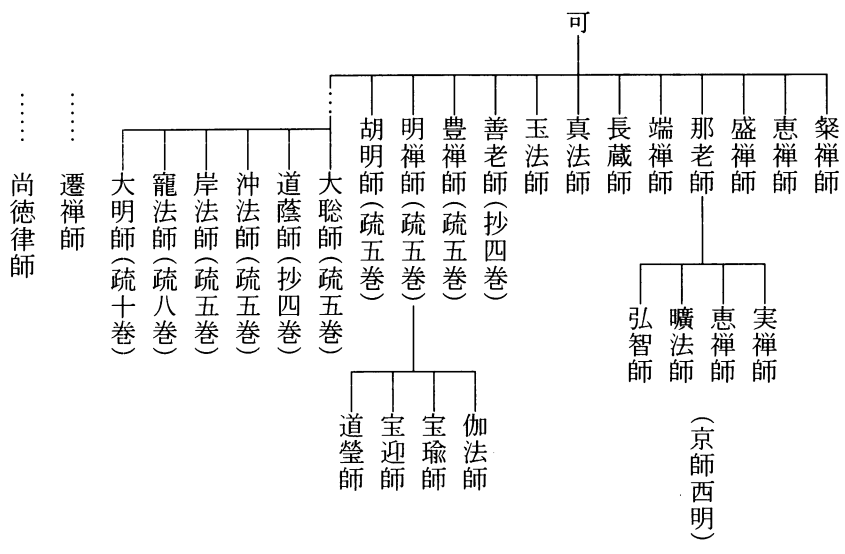 可
粲禅師
恵禅師
盛禅師
那老師
端禅師
長蔵師
真法師
玉法師
善老師(抄四巻)
豊禅師(疏五巻)
明禅師(疏五巻)
胡明師(疏五巻)
大聡師(疏五巻)
道蔭師(抄四巻)
沖法師(疏五巻)
岸法師(疏五巻)
寵法師(疏八巻)
大明師(疏十巻)
……遷禅師
……尚徳律師
実禅師
恵禅師
曠法師
弘智師
(京師西明)
伽法師
宝瑜師
宝迎師
道瑩師